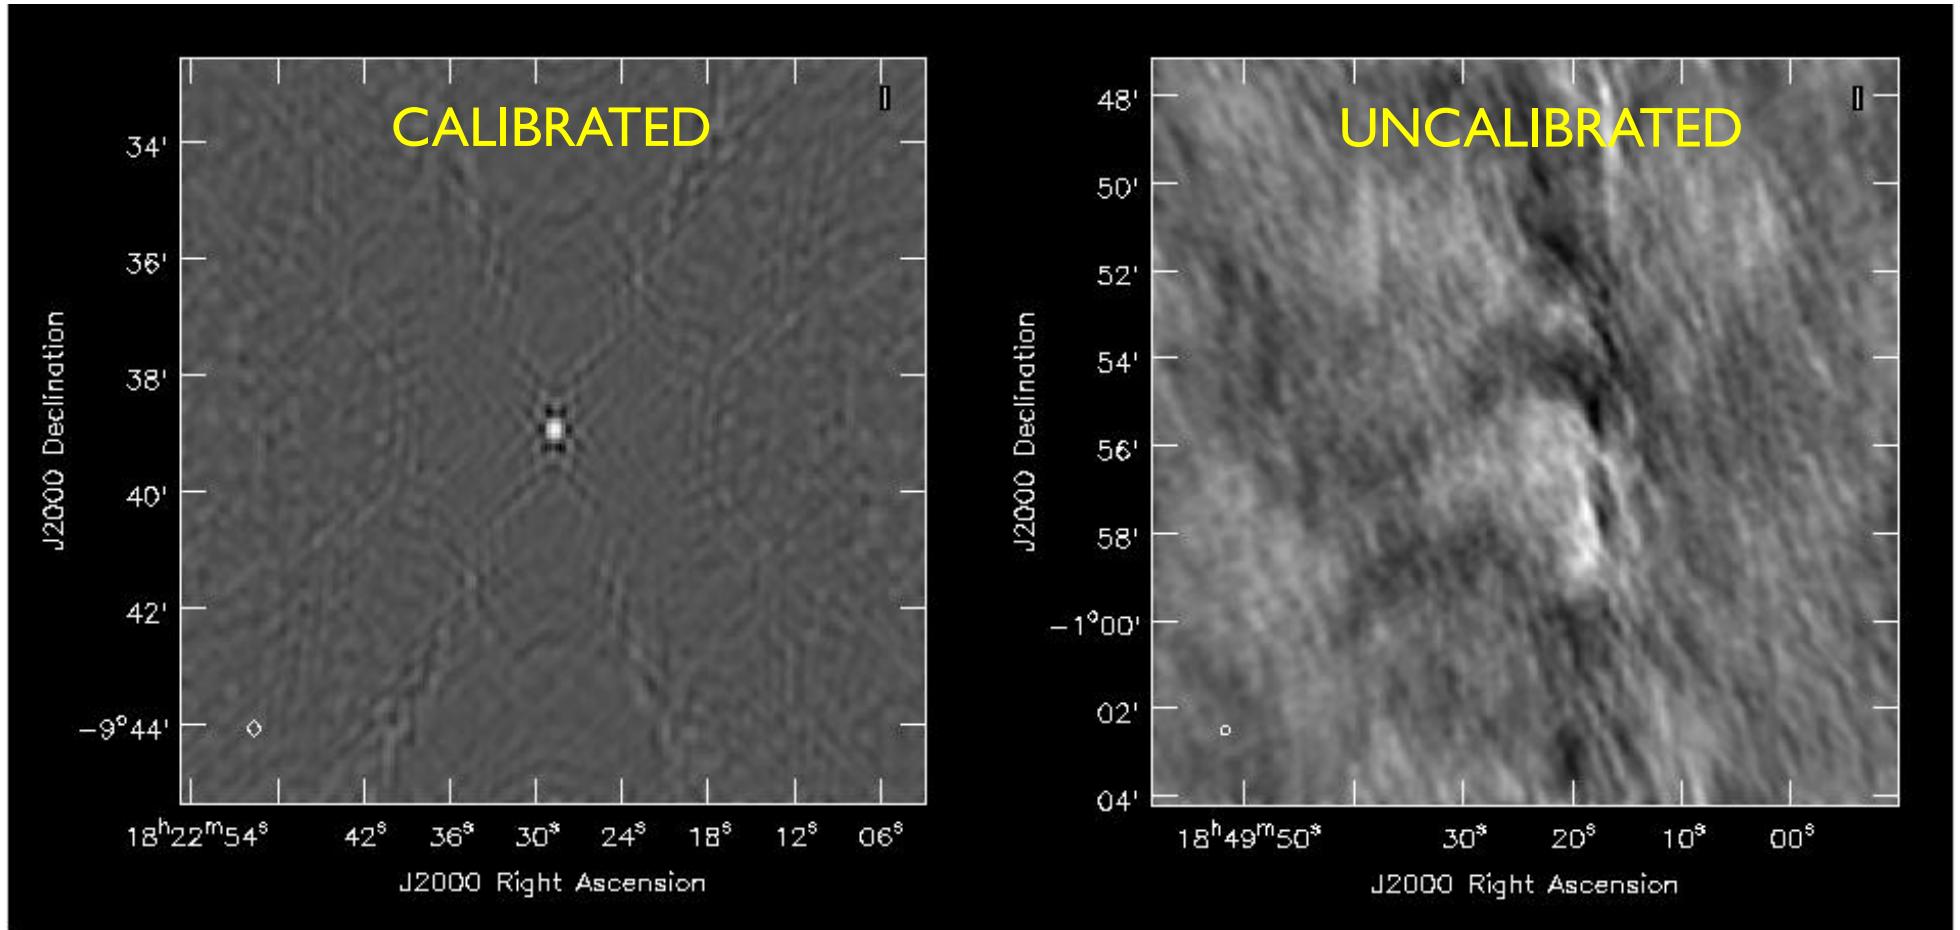 CALIBRATED
I
34'
36'
38'
40'
42'
−9°44'
J2000 Declination
18ʰ22ᵐ54ˢ 42ˢ 36ˢ 30ˢ 24ˢ 18ˢ 12ˢ 06ˢ
J2000 Right Ascension
UNCALIBRATED
I
48'
50'
52'
54'
56'
58'
−1°00'
02'
04'
J2000 Declination
18ʰ49ᵐ50ˢ 30ˢ 20ˢ 10ˢ 00ˢ
J2000 Right Ascension